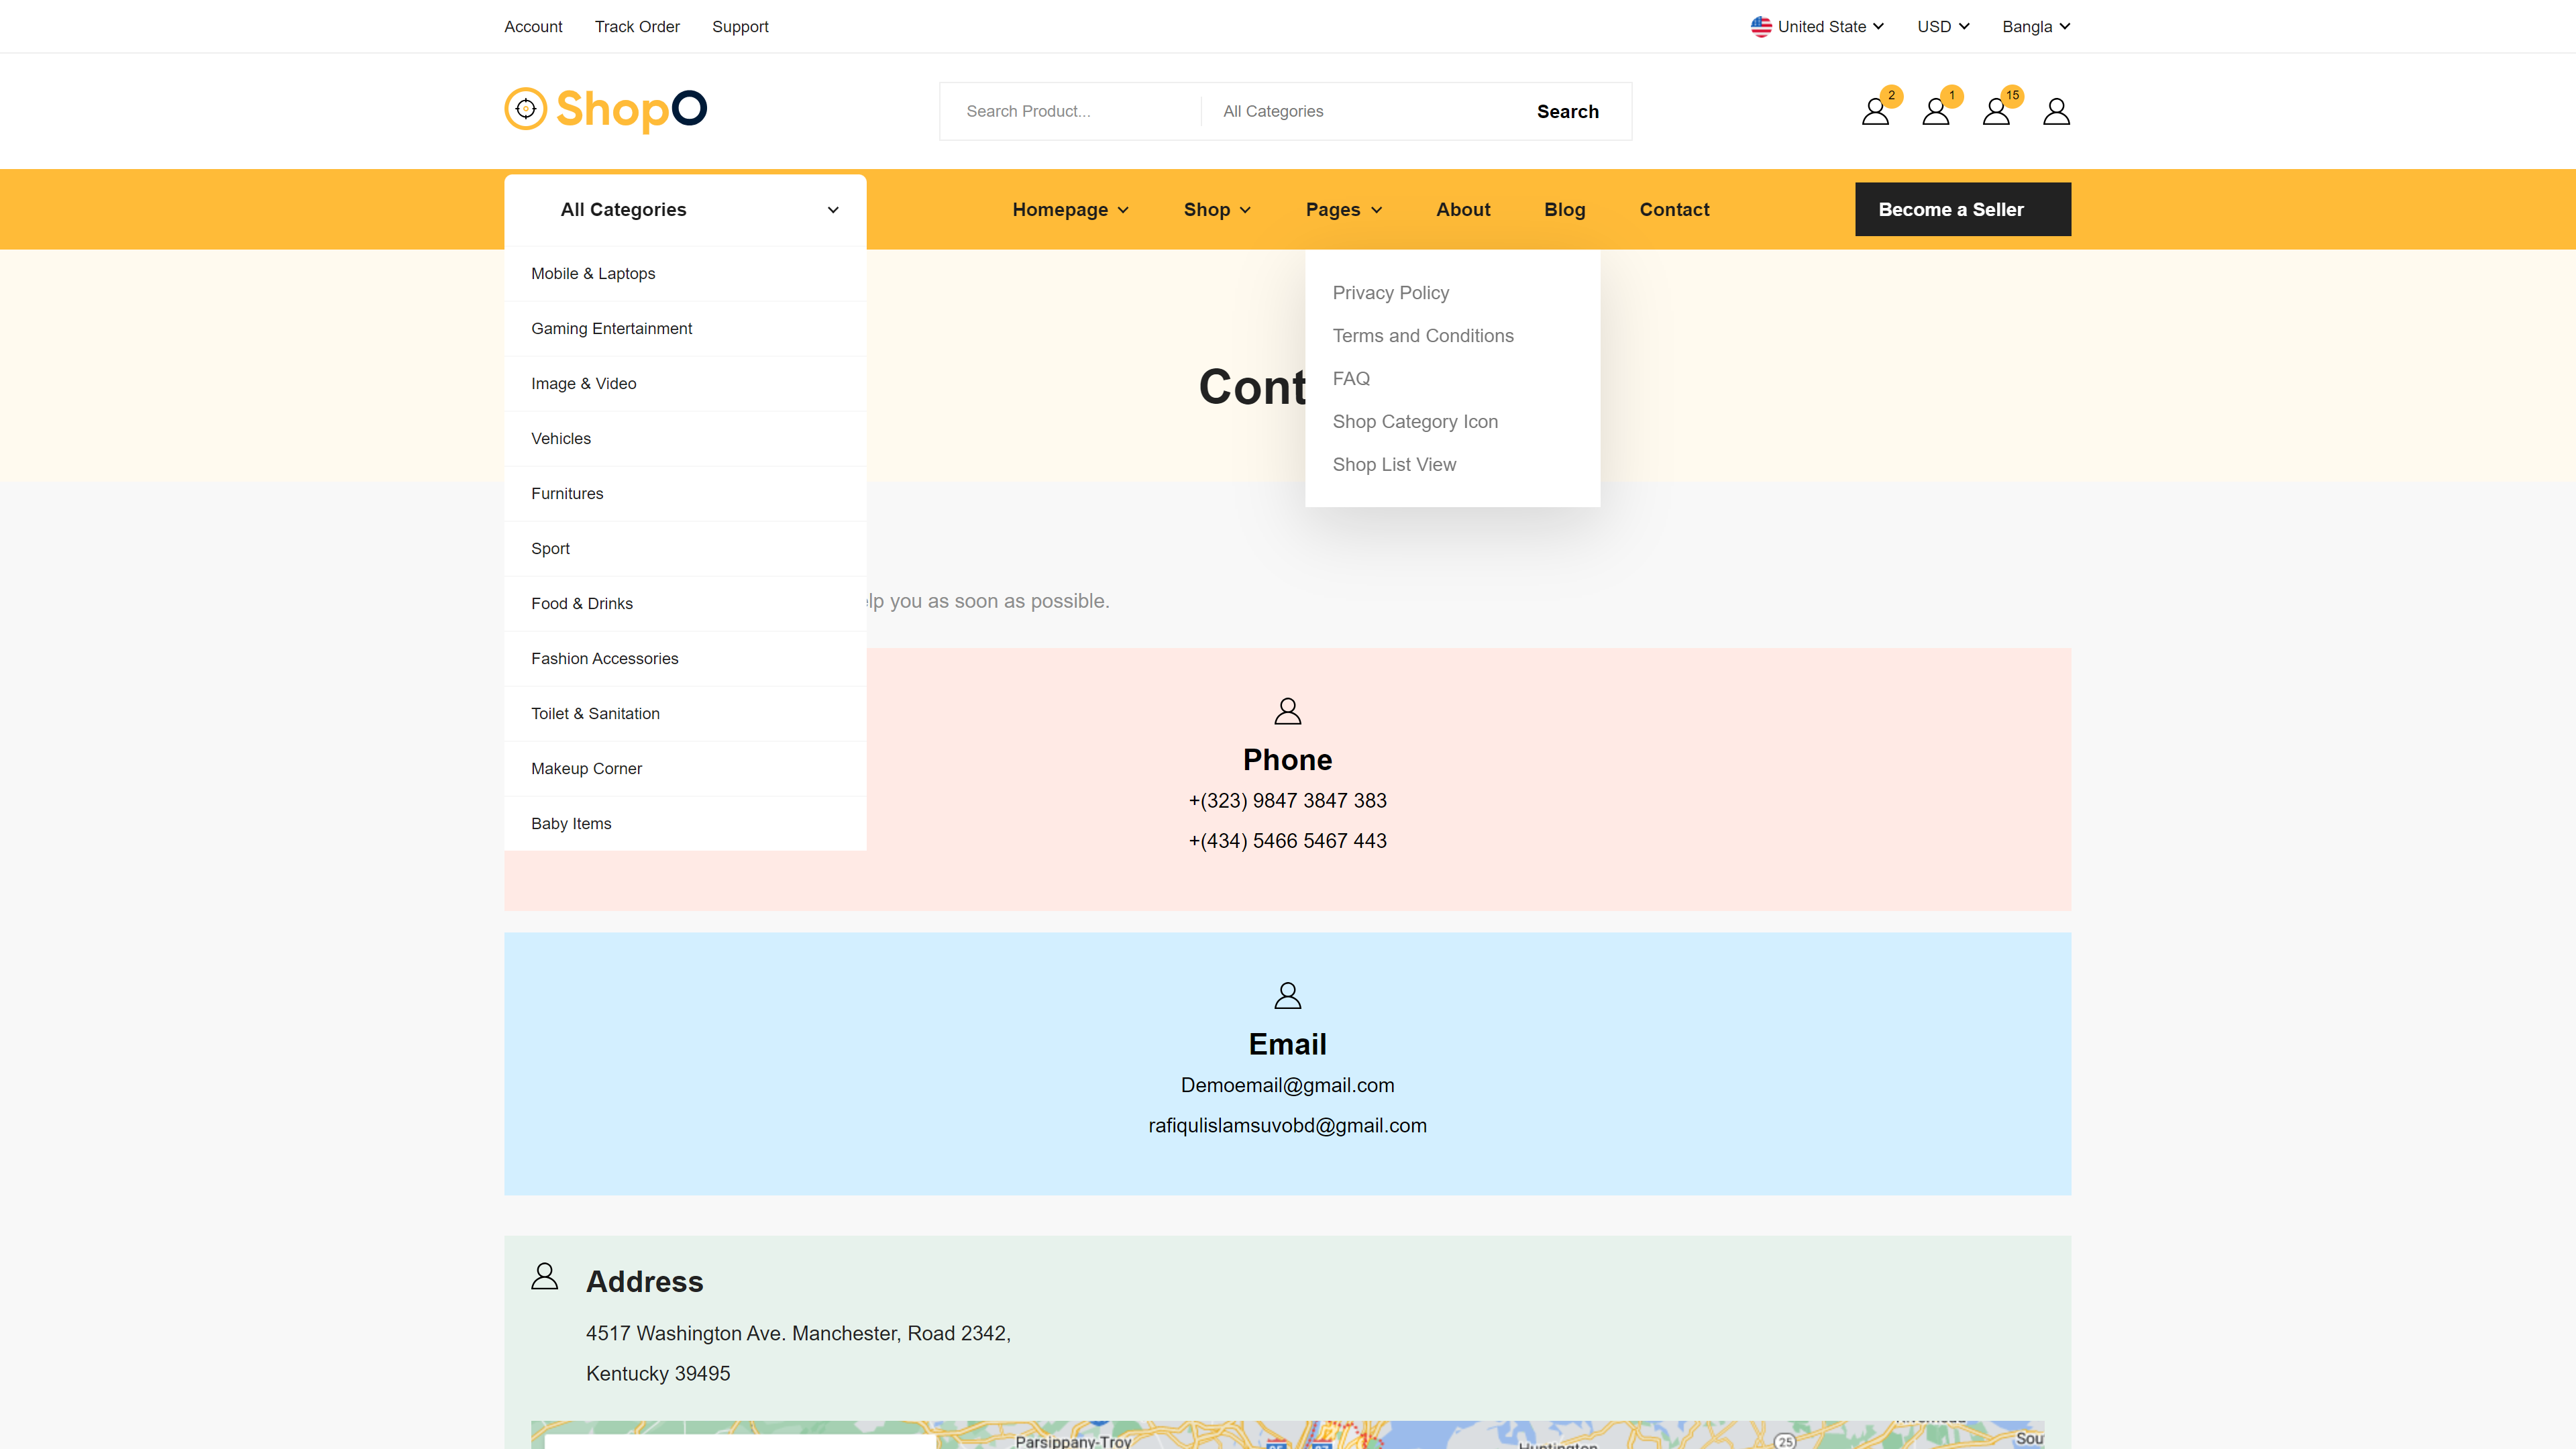 Account Track Order Support United State USD Bangla
ShopO Search Product... All Categories Search 2 1 15
All Categories Homepage Shop Pages About Blog Contact Become a Seller
Mobile & Laptops
Gaming Entertainment
Image & Video
Vehicles
Furnitures
Sport
Food & Drinks
Fashion Accessories
Toilet & Sanitation
Makeup Corner
Baby Items
Privacy Policy
Terms and Conditions
FAQ
Shop Category Icon
Shop List View
Cont
lp you as soon as possible.
Phone
+(323) 9847 3847 383
+(434) 5466 5467 443
Email
Demoemail@gmail.com
rafiqulislamsuvobd@gmail.com
Address
4517 Washington Ave. Manchester, Road 2342,
Kentucky 39495
Parsippany-Troy
Huntington
25
Sou